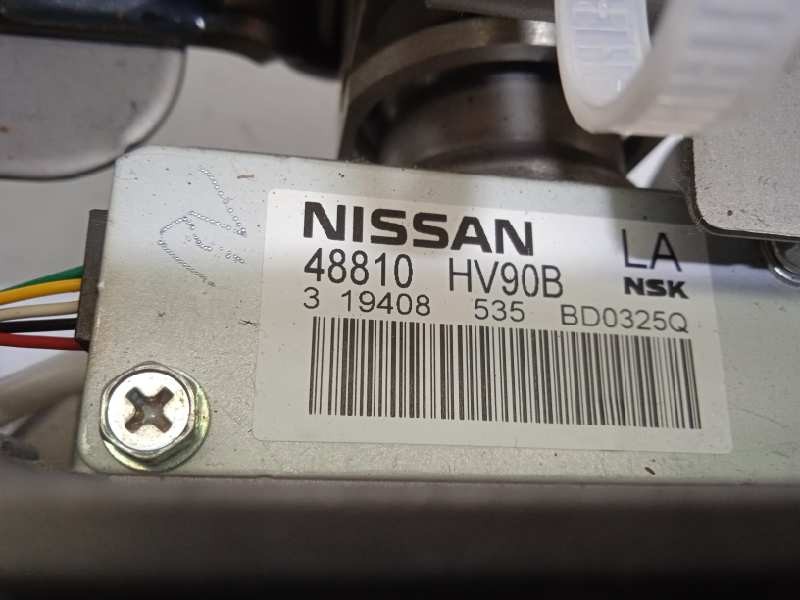 NISSAN LA
48810 HV90B NSK
3 19408 535 BD0325Q